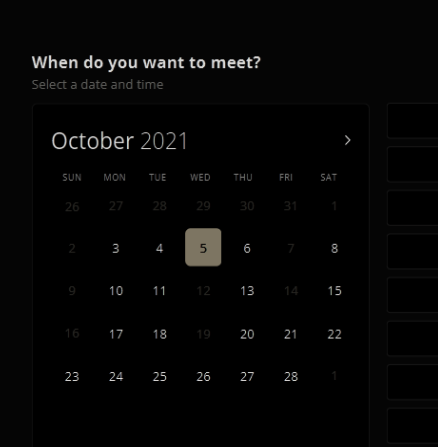 When do you want to meet?
Select a date and time
October 2021
SUN MON TUE WED THU FRI SAT
26 27 28 29 30 31 1
2 3 4 5 6 7 8
9 10 11 12 13 14 15
16 17 18 19 20 21 22
23 24 25 26 27 28 1